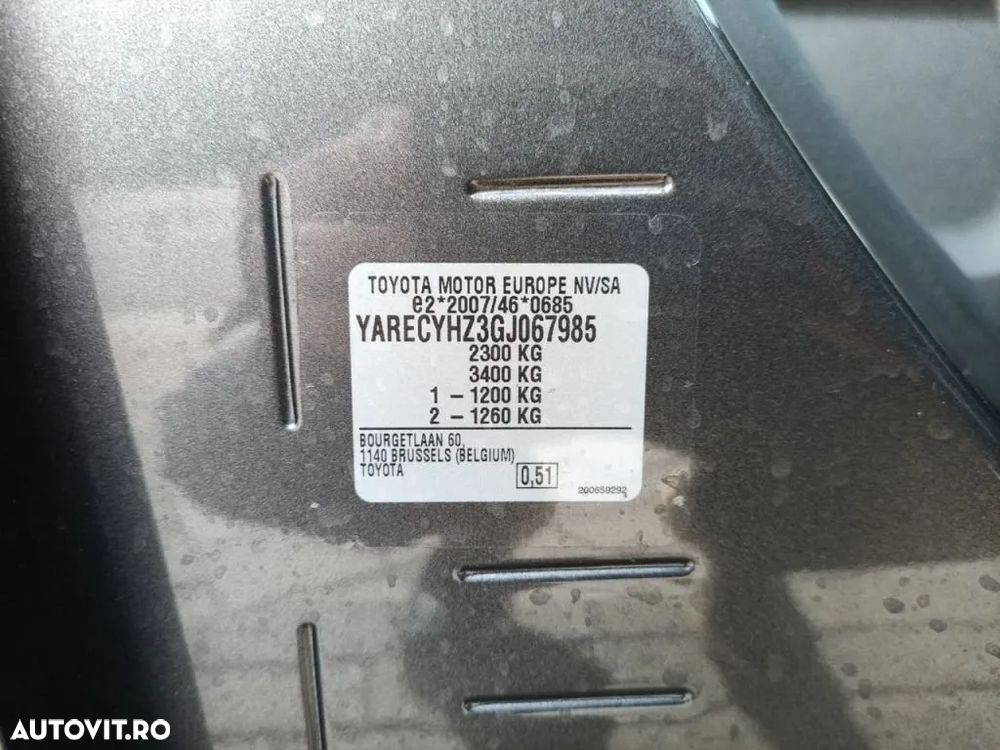 TOYOTA MOTOR EUROPE NV/SA
e2*2007/46*0685
YARECYHZ3GJ067985
2300 KG
3400 KG
1 - 1200 KG
2 - 1260 KG
BOURGETLAAN 60,
1140 BRUSSELS (BELGIUM)
TOYOTA
0,51
200659292
AUTOVIT.RO